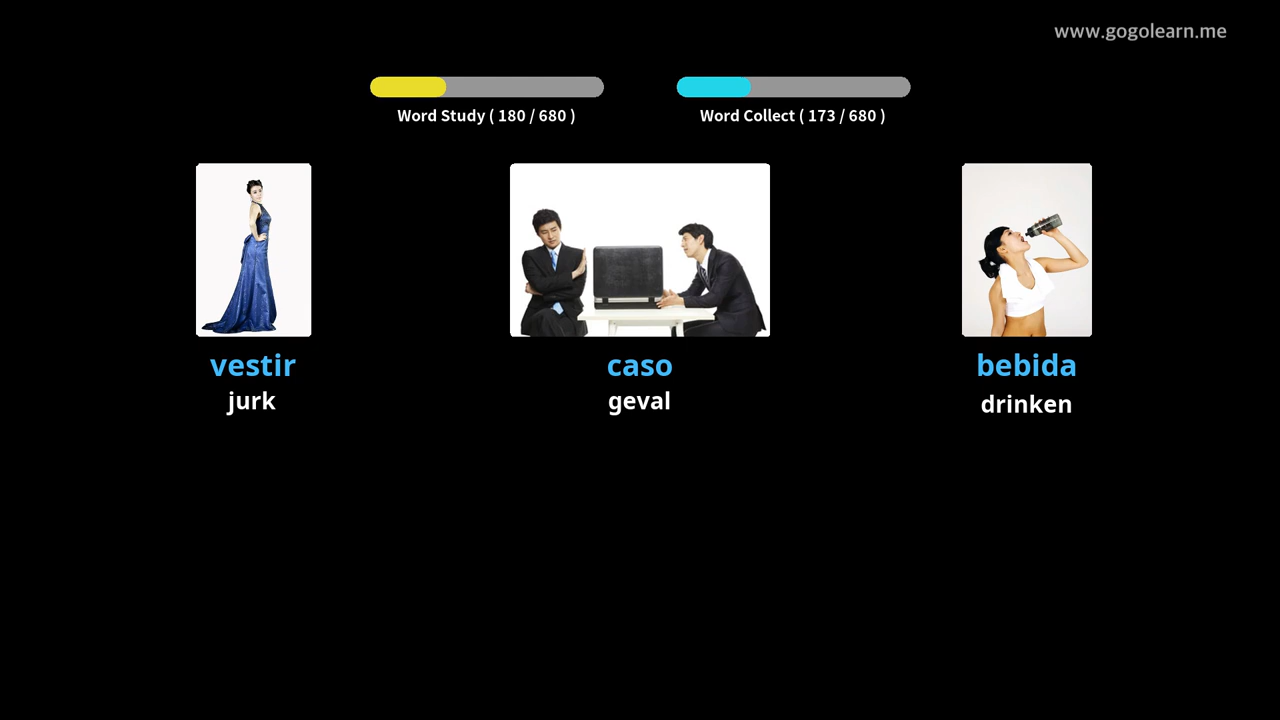 www.gogolearn.me
Word Study ( 180 / 680 )
Word Collect ( 173 / 680 )
vestir
jurk
caso
geval
bebida
drinken